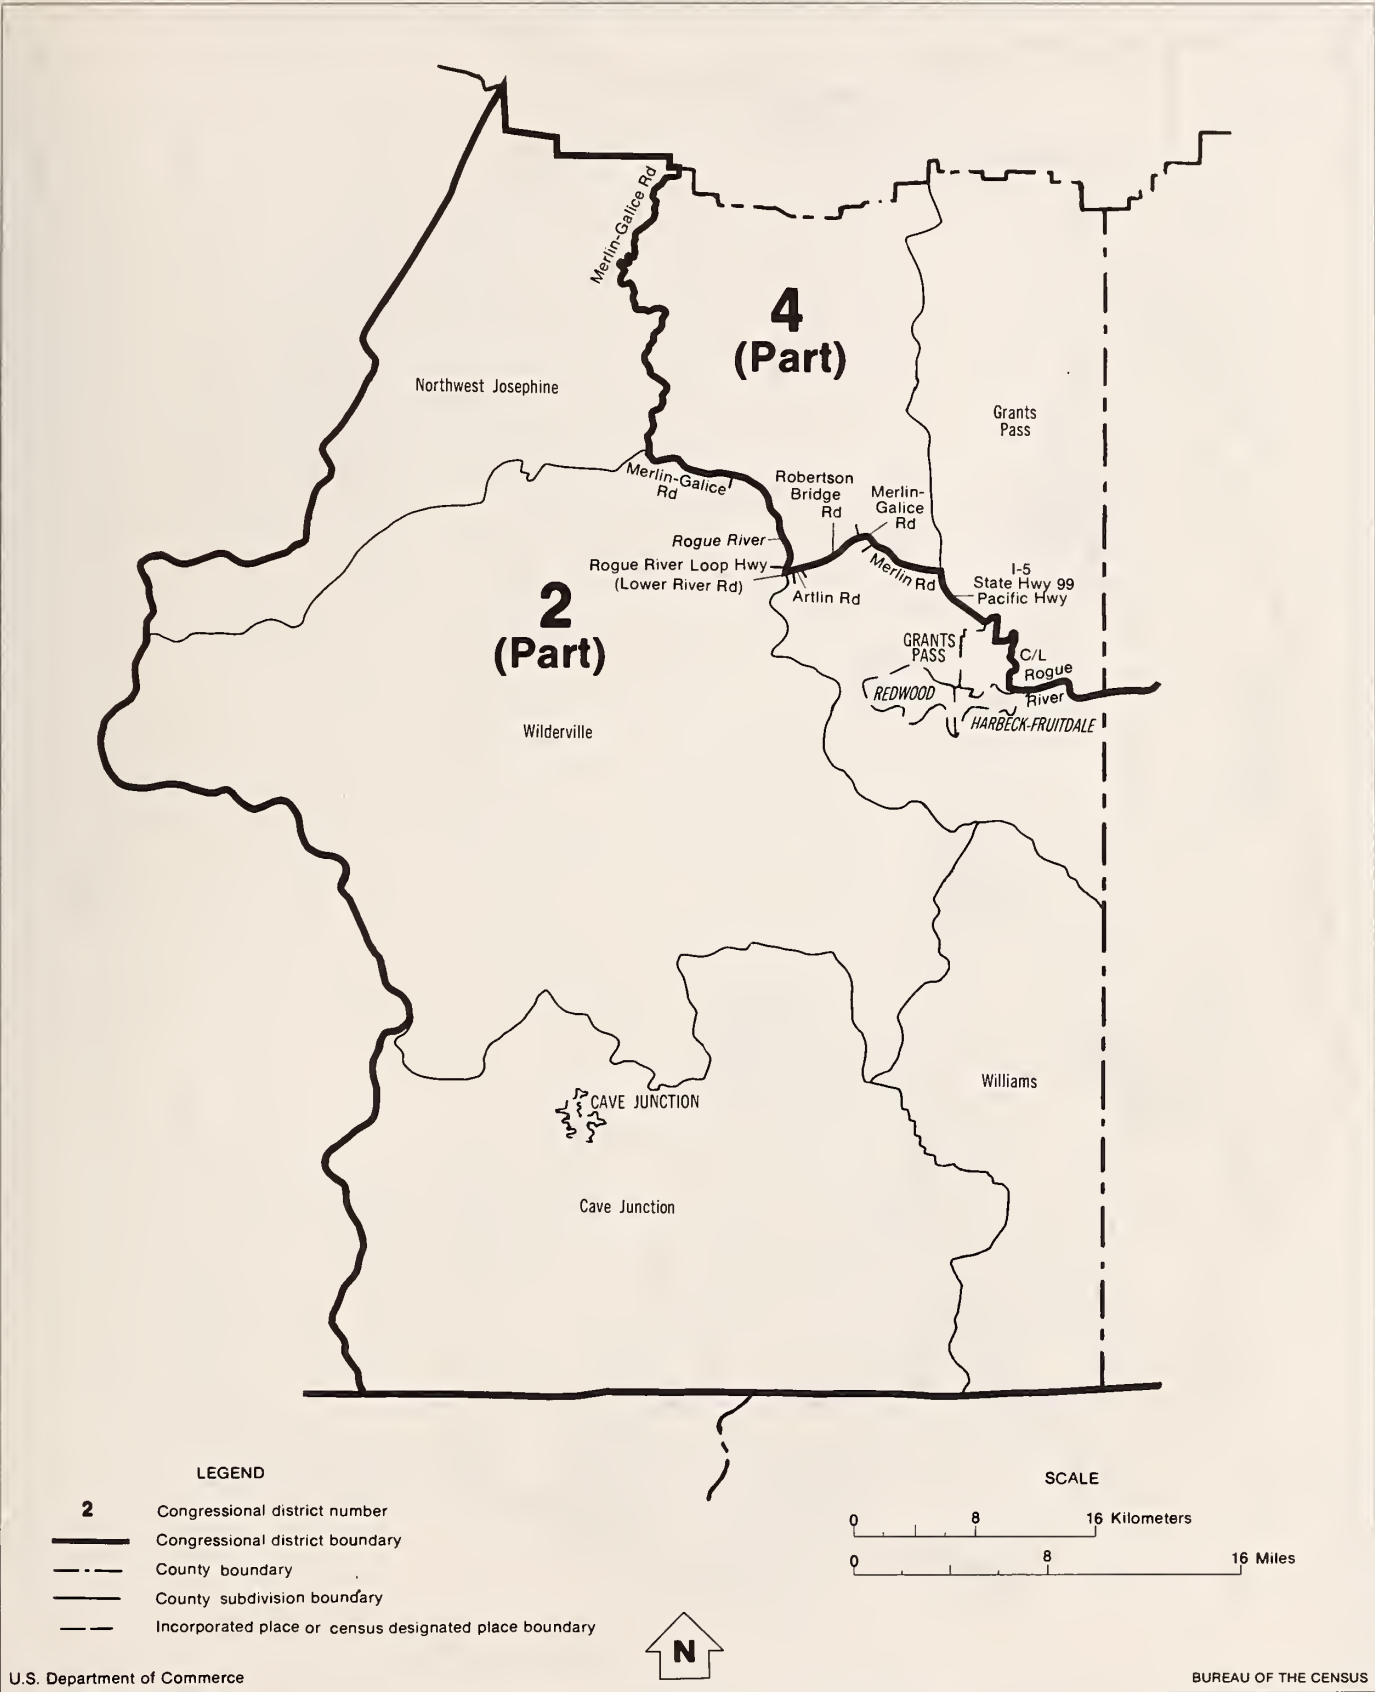 Merlin-Galice Rd
4
(Part)
Northwest Josephine
Grants
Pass
Merlin-Galice
Rd
Robertson
Bridge
Rd
Merlin-
Galice
Rd
Rogue River
Rogue River Loop Hwy
(Lower River Rd)
Artlin Rd
Merlin Rd
I-5
State Hwy 99
Pacific Hwy
2
(Part)
GRANTS
PASS
C/L
Rogue
River
REDWOOD
HARBECK-FRUITDALE
Wilderville
Williams
CAVE JUNCTION
Cave Junction
LEGEND
2 Congressional district number
Congressional district boundary
County boundary
County subdivision boundary
Incorporated place or census designated place boundary
SCALE
0 8 16 Kilometers
0 8 16 Miles
N
U.S. Department of Commerce
BUREAU OF THE CENSUS